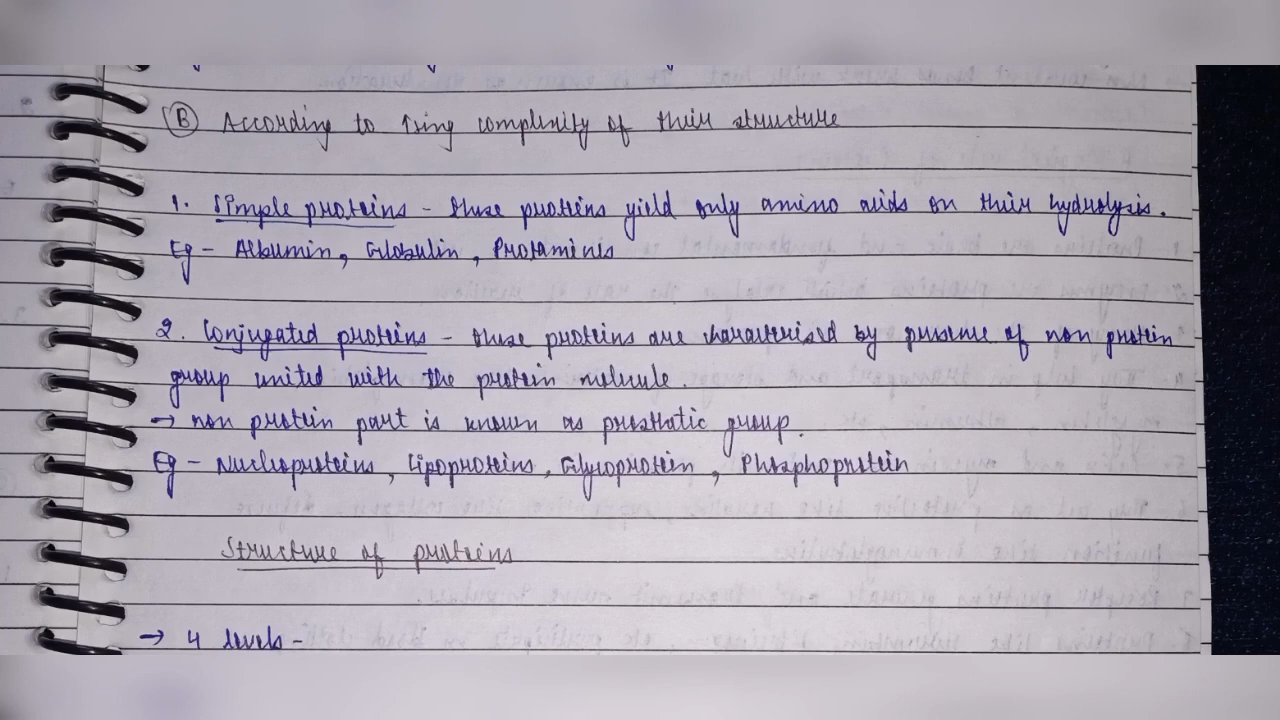 Ⓑ According to ↑sing complexity of their structure
1. Simple proteins - these proteins yield only amino acids on their hydrolysis.
Eg - Albumin, Globulin, Protamines
2. Conjugated proteins - these proteins are characterised by presence of non protein
group united with the protein molecule.
→ non protein part is known as prosthetic group.
Eg - Nucleoproteins, Lipoproteins, Glycoprotein, Phosphoprotein
Structure of proteins
→ 4 levels -